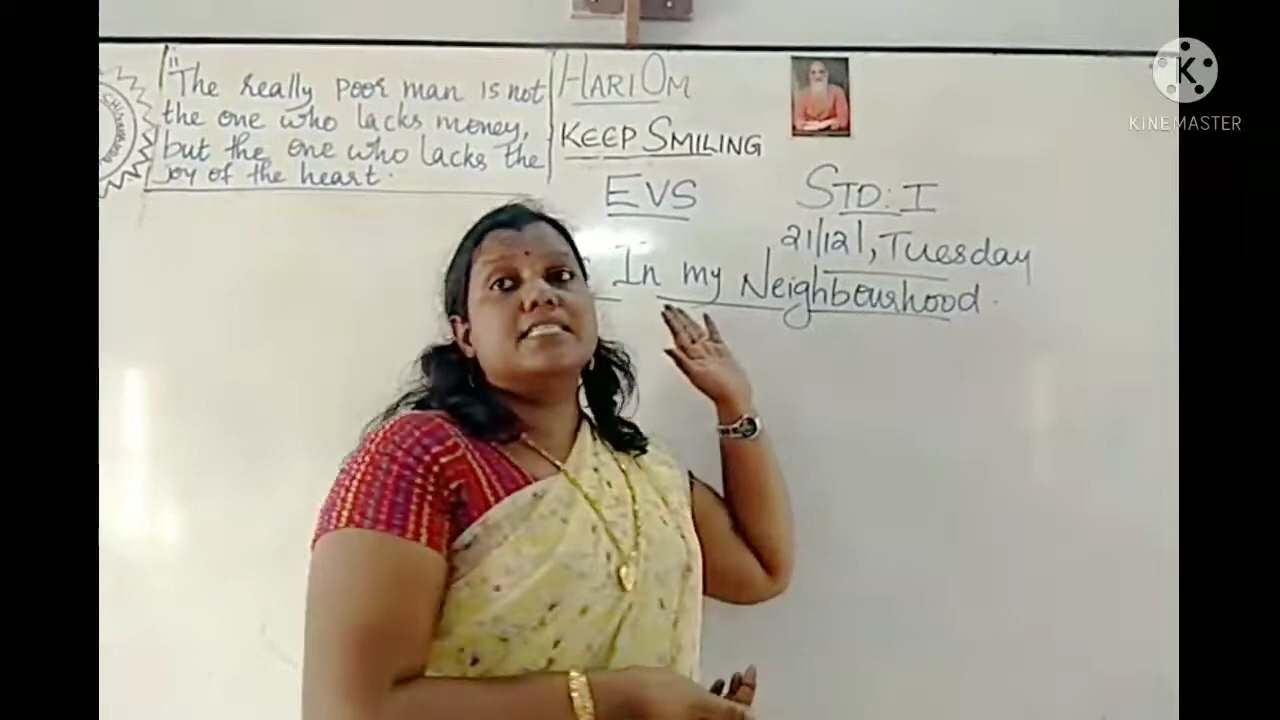 "The really poor man is not
the one who lacks money,
but the one who lacks the
joy of the heart.
HARI OM
KEEP SMILING
EVS
STD: I
21/12/, Tuesday
In my Neighbourhood.
K
KINEMASTER